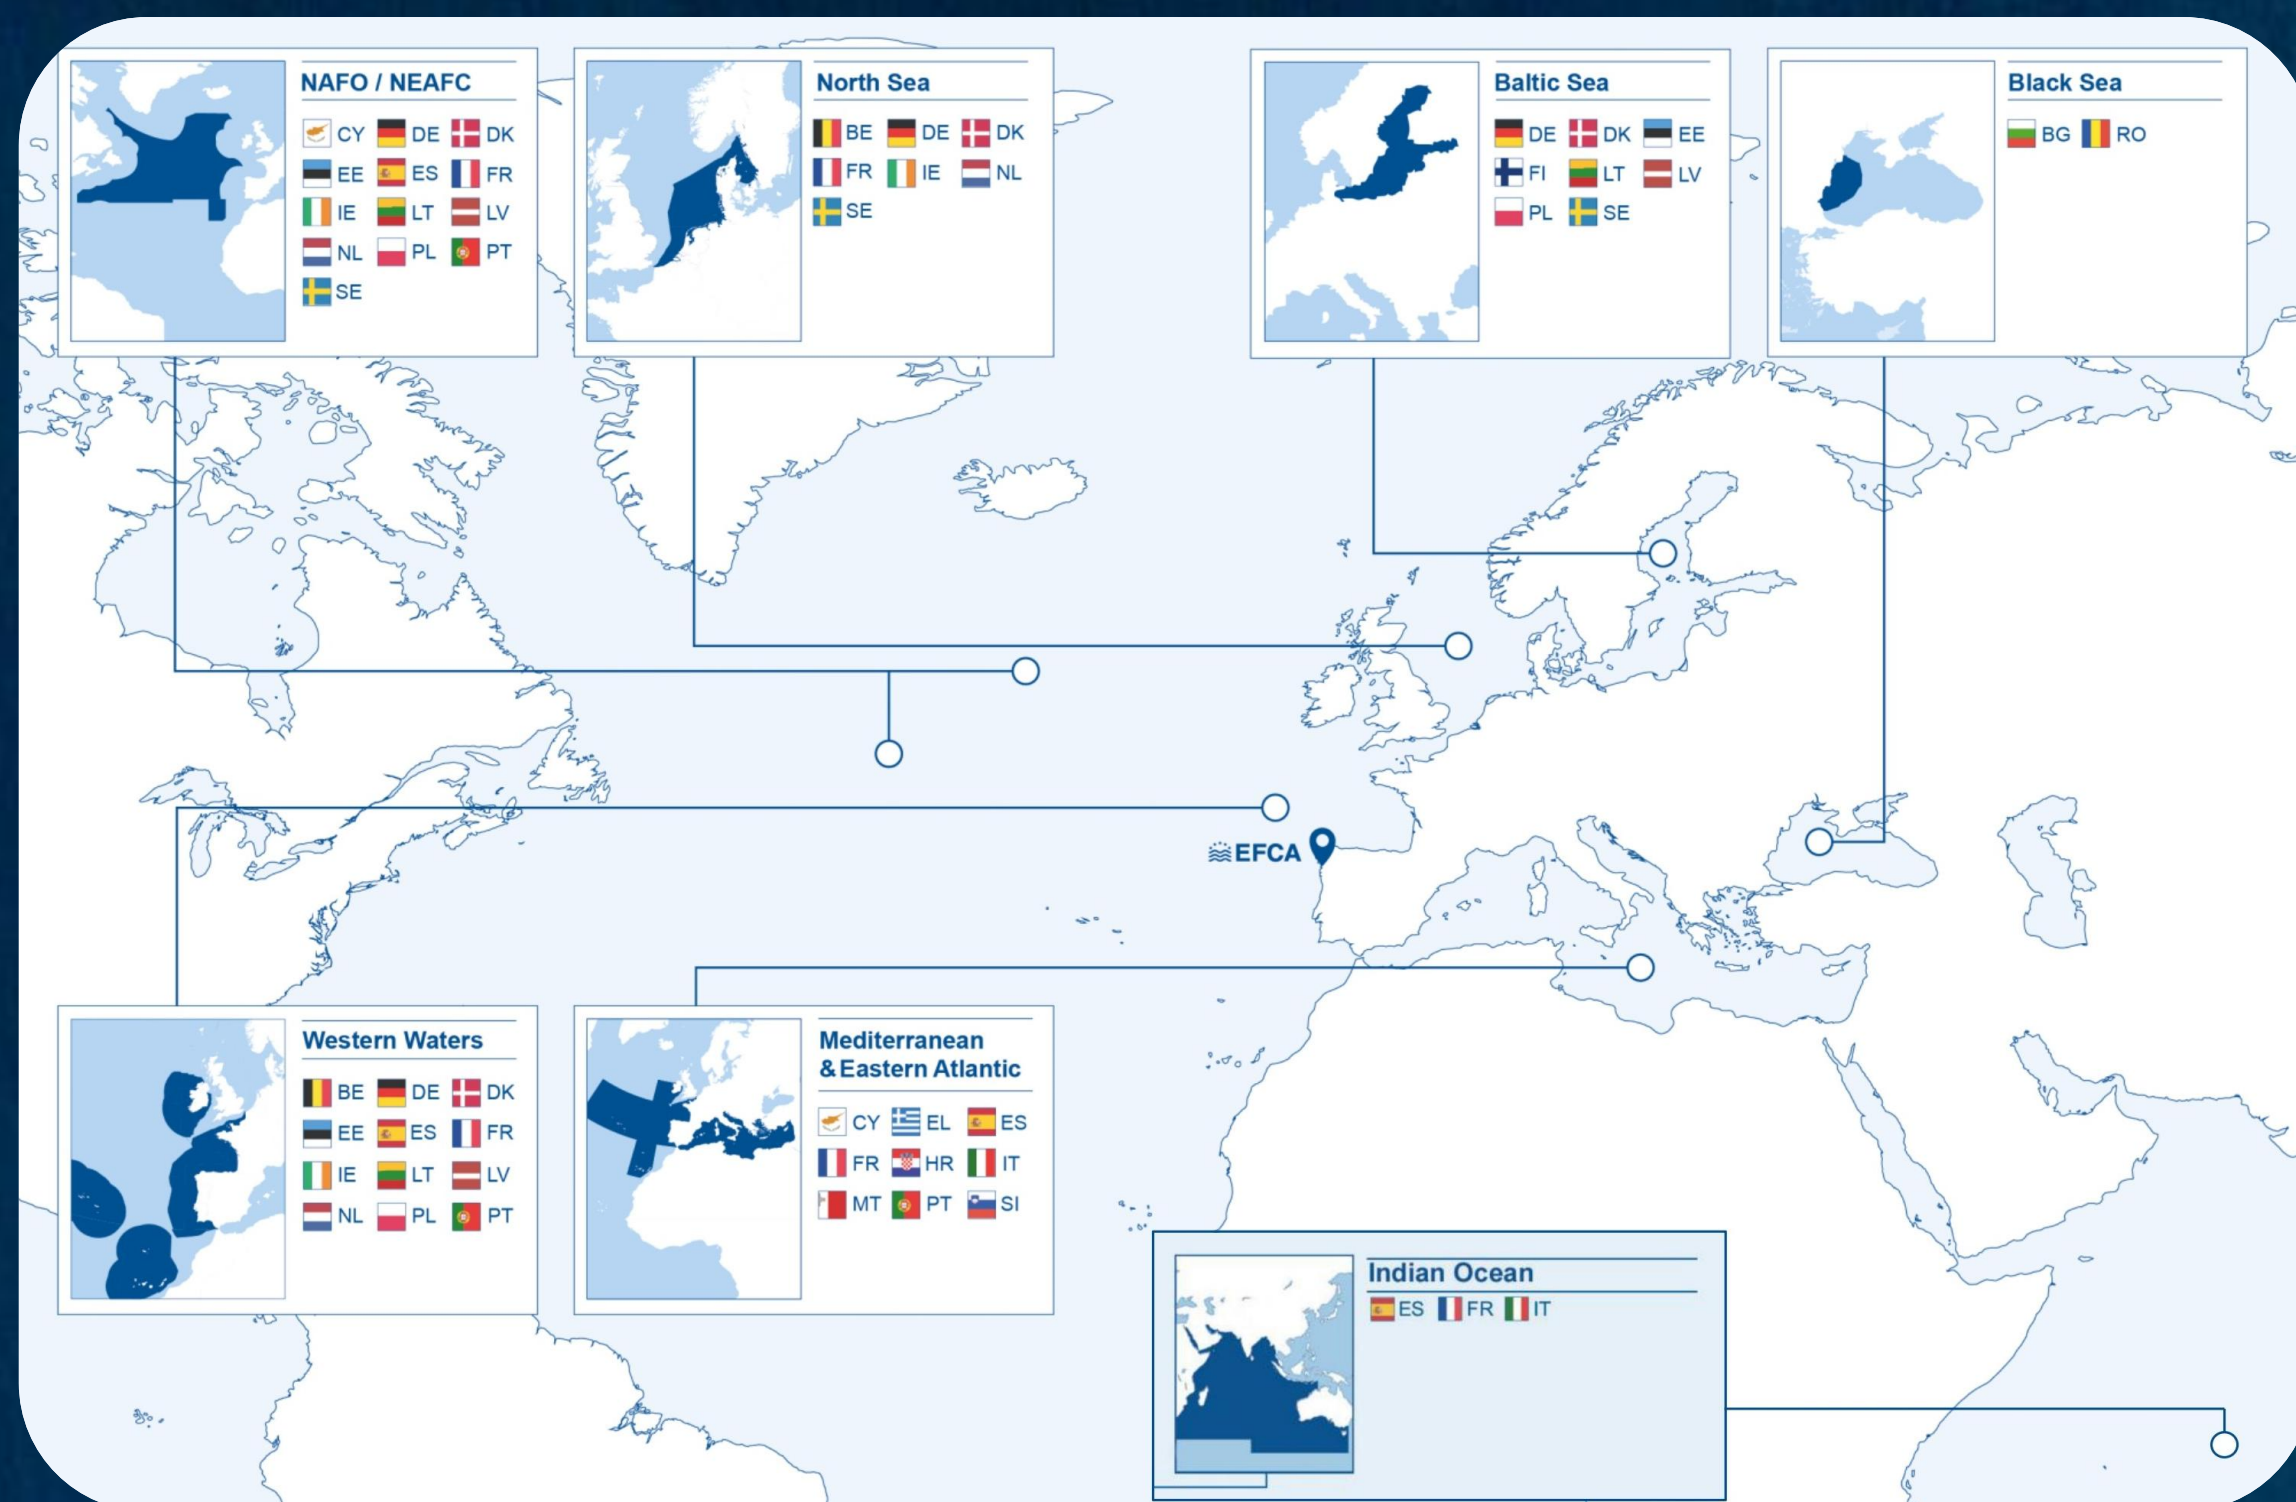 NAFO / NEAFC
CY DE DK
EE ES FR
IE LT LV
NL PL PT
SE
North Sea
BE DE DK
FR IE NL
SE
Baltic Sea
DE DK EE
FI LT LV
PL SE
Black Sea
BG RO
EFCA
Western Waters
BE DE DK
EE ES FR
IE LT LV
NL PL PT
Mediterranean
& Eastern Atlantic
CY EL ES
FR HR IT
MT PT SI
Indian Ocean
ES FR IT